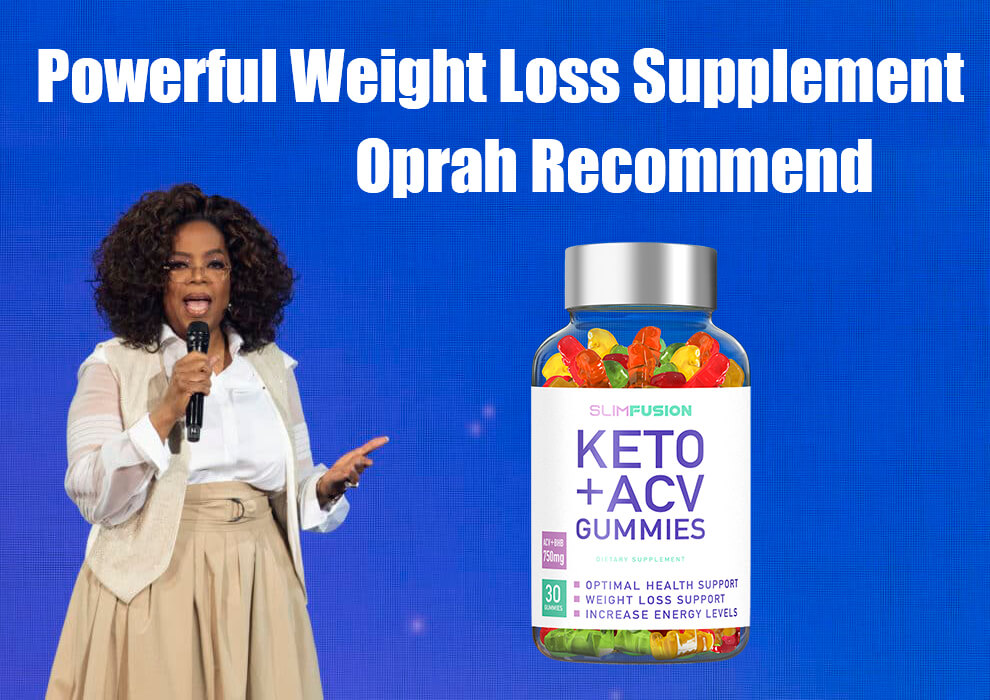 Powerful Weight Loss Supplement
Oprah Recommend
SLIMFUSION
KETO
+ACV
GUMMIES
DIETARY SUPPLEMENT
ACV+BHB
750mg
30
GUMMIES
OPTIMAL HEALTH SUPPORT
WEIGHT LOSS SUPPORT
INCREASE ENERGY LEVELS